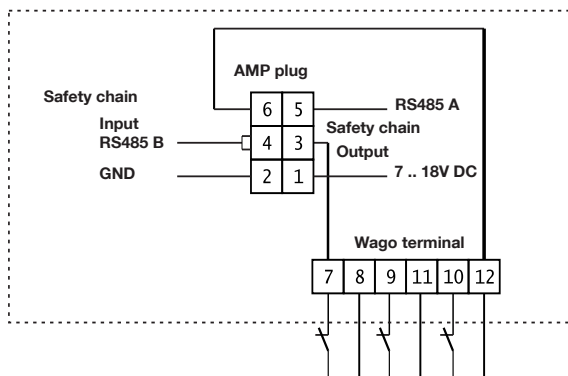 AMP plug
Safety chain
Input
6 5
RS485 A
RS485 B
4 3
Safety chain
Output
GND
2 1
7 .. 18V DC
Wago terminal
7 8 9 11 10 12